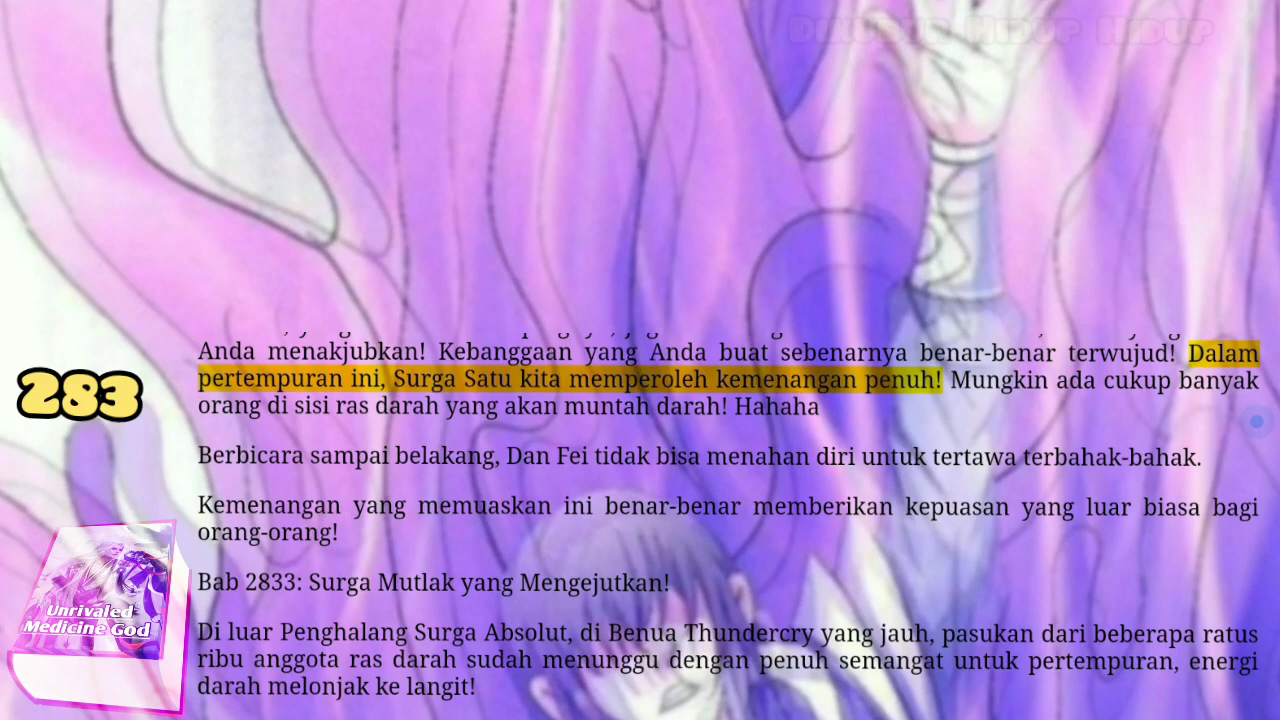 DIKUBUR HIDUP HIDUP
Anda menakjubkan! Kebanggaan yang Anda buat sebenarnya benar-benar terwujud! Dalam
pertempuran ini, Surga Satu kita memperoleh kemenangan penuh! Mungkin ada cukup banyak
orang di sisi ras darah yang akan muntah darah! Hahaha
283
Berbicara sampai belakang, Dan Fei tidak bisa menahan diri untuk tertawa terbahak-bahak.
Kemenangan yang memuaskan ini benar-benar memberikan kepuasan yang luar biasa bagi
orang-orang!
Bab 2833: Surga Mutlak yang Mengejutkan!
Unrivaled
Medicine God
Di luar Penghalang Surga Absolut, di Benua Thundercry yang jauh, pasukan dari beberapa ratus
ribu anggota ras darah sudah menunggu dengan penuh semangat untuk pertempuran, energi
darah melonjak ke langit!